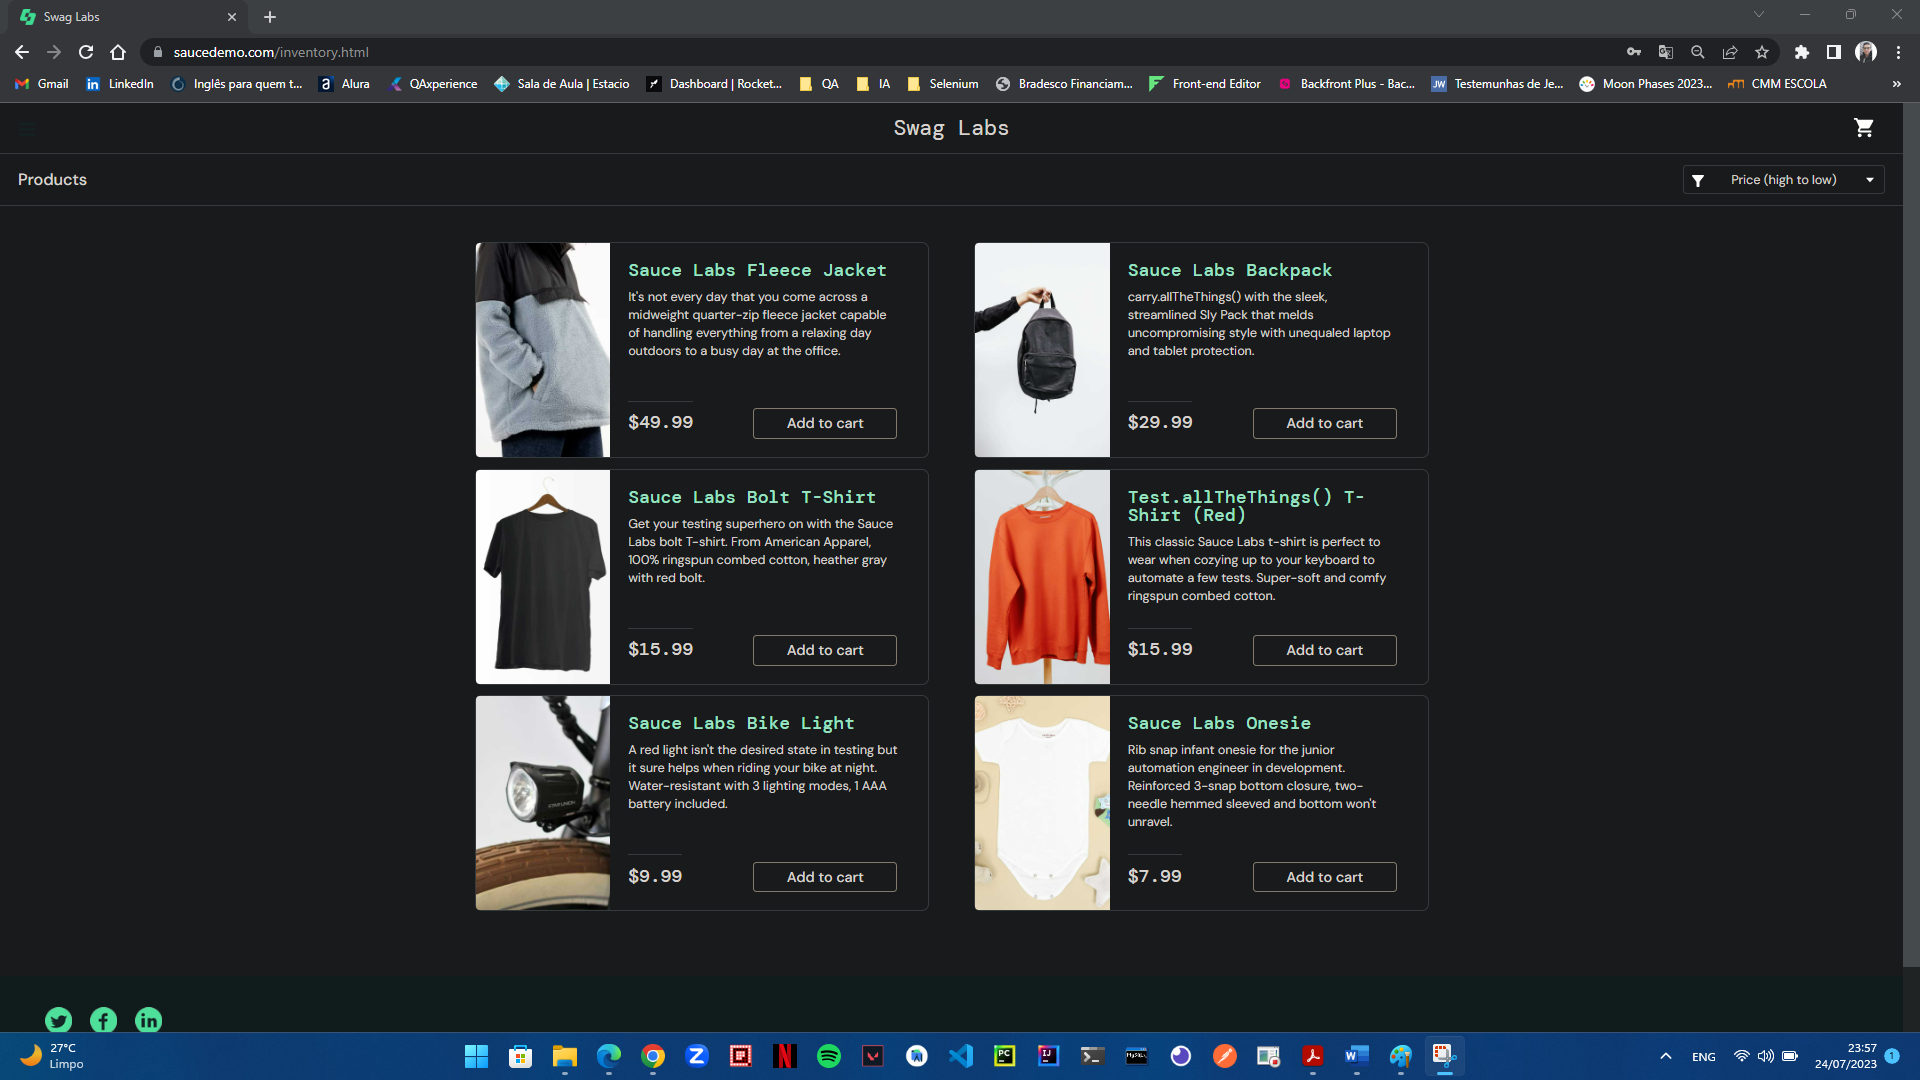 Swag Labs
saucedemo.com/inventory.html
Gmail
LinkedIn
Inglês para quem t...
Alura
QAxperience
Sala de Aula | Estacio
Dashboard | Rocket...
QA
IA
Selenium
Bradesco Financiam...
Front-end Editor
Backfront Plus - Bac...
JW
Testemunhas de Je...
Moon Phases 2023...
CMM ESCOLA
»
Swag Labs
Products
Price (high to low)
Sauce Labs Fleece Jacket
It's not every day that you come across a
midweight quarter-zip fleece jacket capable
of handling everything from a relaxing day
outdoors to a busy day at the office.
$49.99
Add to cart
Sauce Labs Backpack
carry.allTheThings() with the sleek,
streamlined Sly Pack that melds
uncompromising style with unequaled laptop
and tablet protection.
$29.99
Add to cart
Sauce Labs Bolt T-Shirt
Get your testing superhero on with the Sauce
Labs bolt T-shirt. From American Apparel,
100% ringspun combed cotton, heather gray
with red bolt.
$15.99
Add to cart
Test.allTheThings() T-
Shirt (Red)
This classic Sauce Labs t-shirt is perfect to
wear when cozying up to your keyboard to
automate a few tests. Super-soft and comfy
ringspun combed cotton.
$15.99
Add to cart
Sauce Labs Bike Light
A red light isn't the desired state in testing but
it sure helps when riding your bike at night.
Water-resistant with 3 lighting modes, 1 AAA
battery included.
$9.99
Add to cart
Sauce Labs Onesie
Rib snap infant onesie for the junior
automation engineer in development.
Reinforced 3-snap bottom closure, two-
needle hemmed sleeved and bottom won't
unravel.
$7.99
Add to cart
27°C
Limpo
ENG
23:57
24/07/2023
1